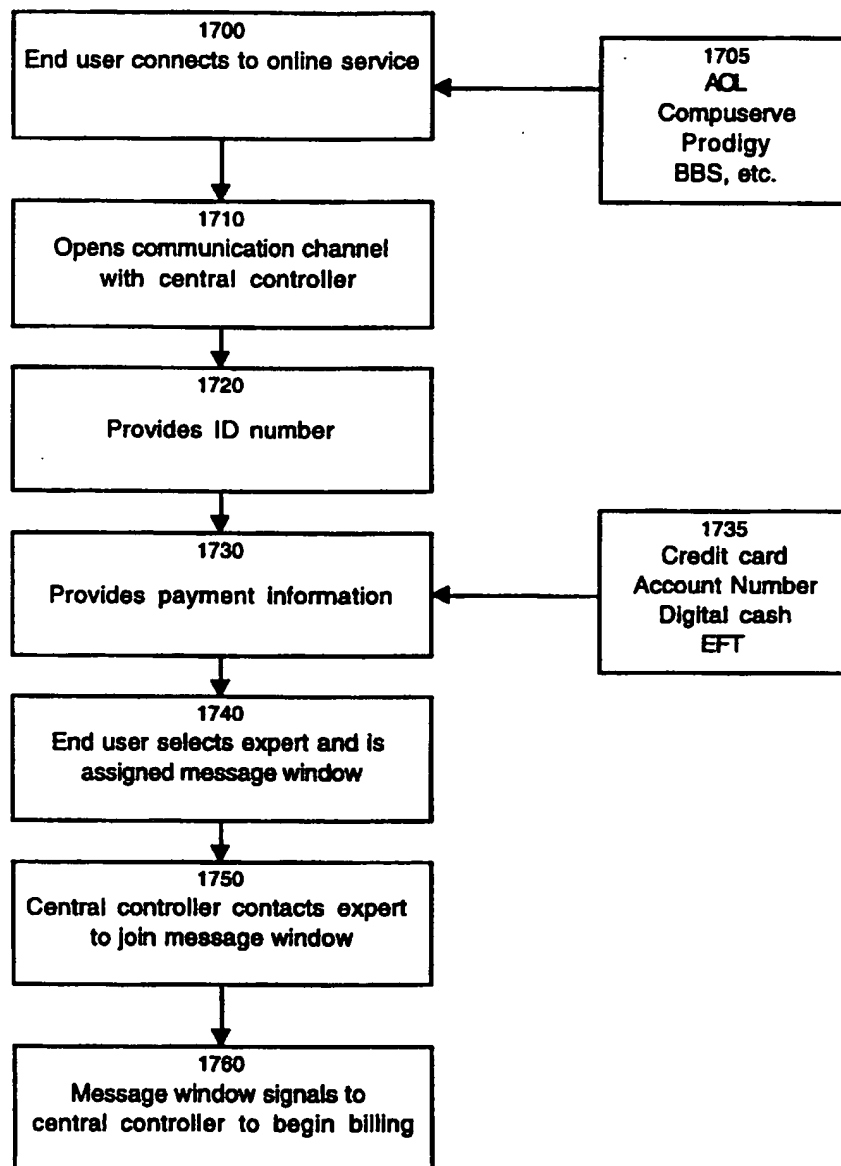 1700
End user connects to online service
1705
AOL
Compuserve
Prodigy
BBS, etc.
1710
Opens communication channel
with central controller
1720
Provides ID number
1730
Provides payment information
1735
Credit card
Account Number
Digital cash
EFT
1740
End user selects expert and is
assigned message window
1750
Central controller contacts expert
to join message window
1760
Message window signals to
central controller to begin billing